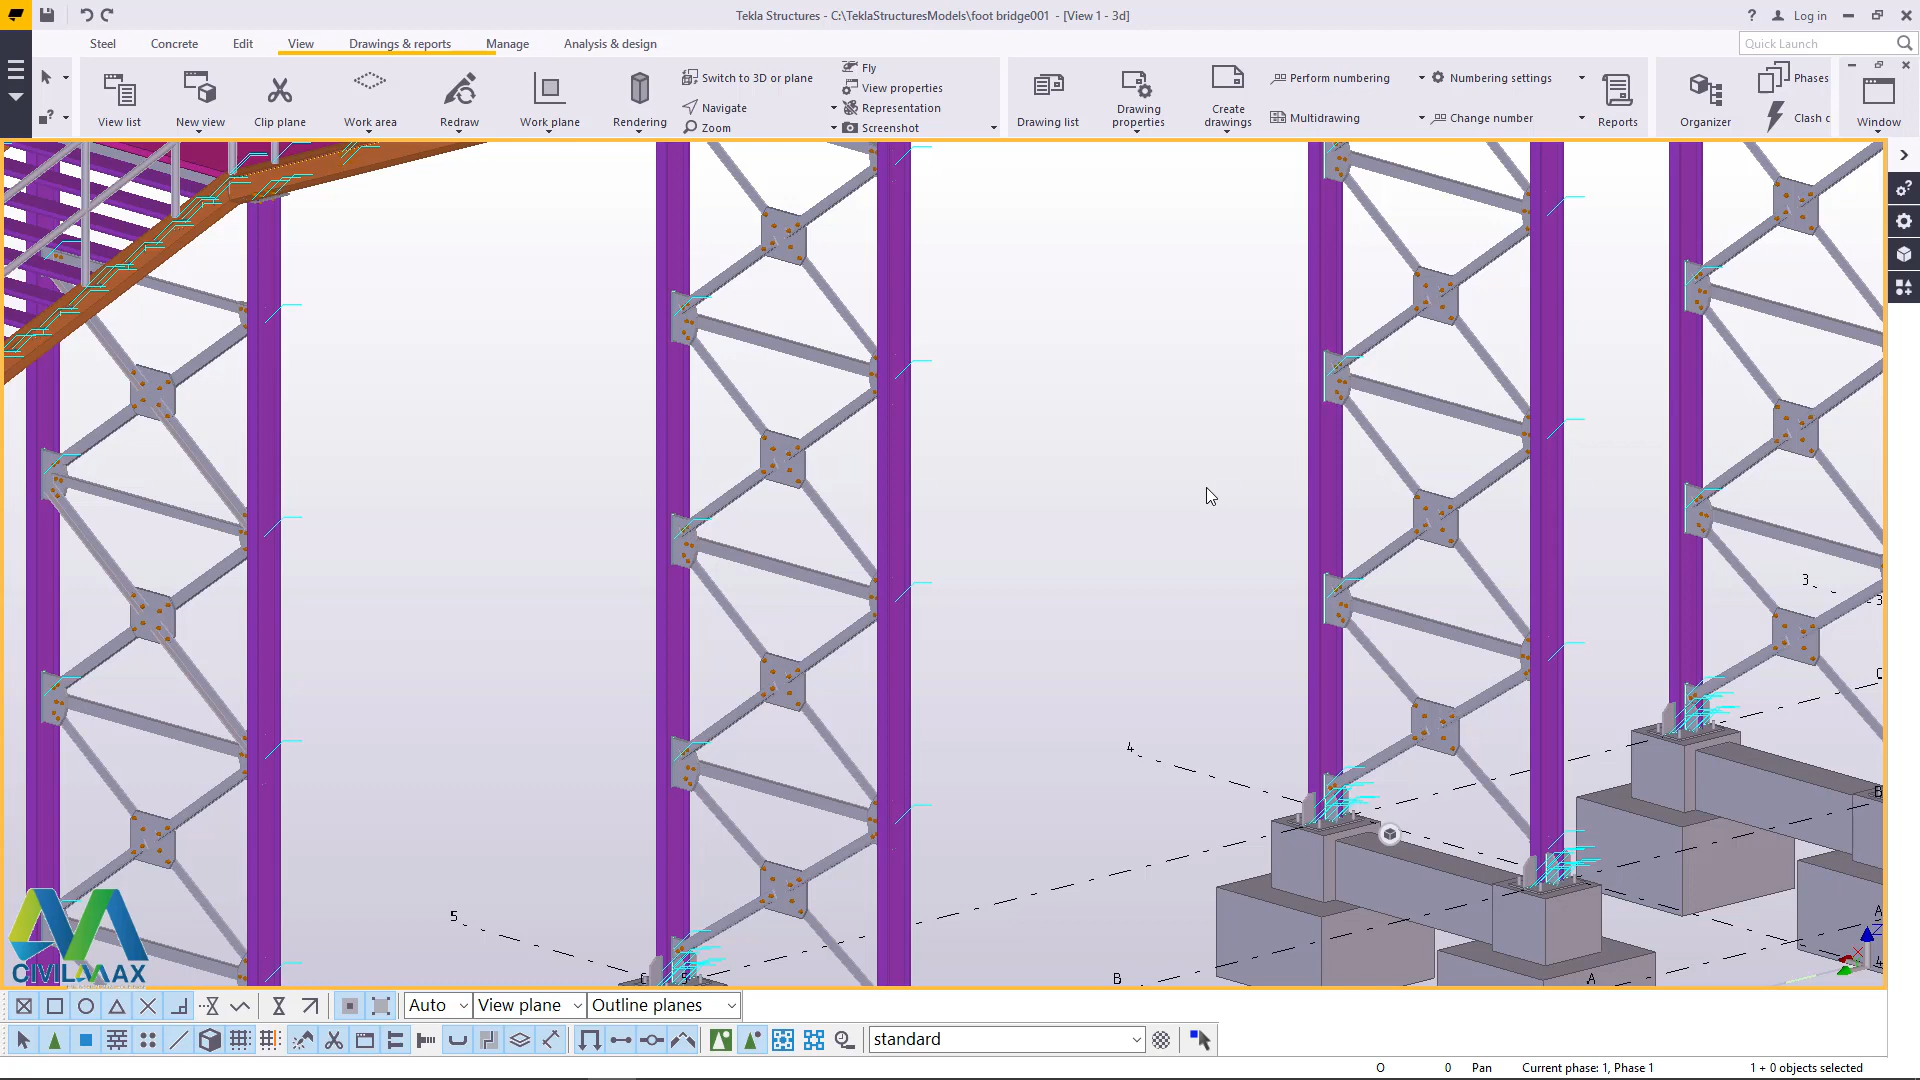 Tekla Structures - C:\TeklaStructuresModels\foot bridge001 - [View 1 - 3d]
? Log in
Steel Concrete Edit View Drawings & reports Manage Analysis & design
Quick Launch
View list
New view
Clip plane
Work area
Redraw
Work plane
Rendering
Switch to 3D or plane
Navigate
Zoom
Fly
View properties
Representation
Screenshot
Drawing list
Drawing properties
Create drawings
Perform numbering
Multidrawing
Numbering settings
Change number
Reports
Organizer
Phases
Clash c
Window
3
3
C
4
B
5
A
B
A
4
Z
CIVILMAX
Auto View plane Outline planes
standard
O 0 Pan Current phase: 1, Phase 1 1 + 0 objects selected